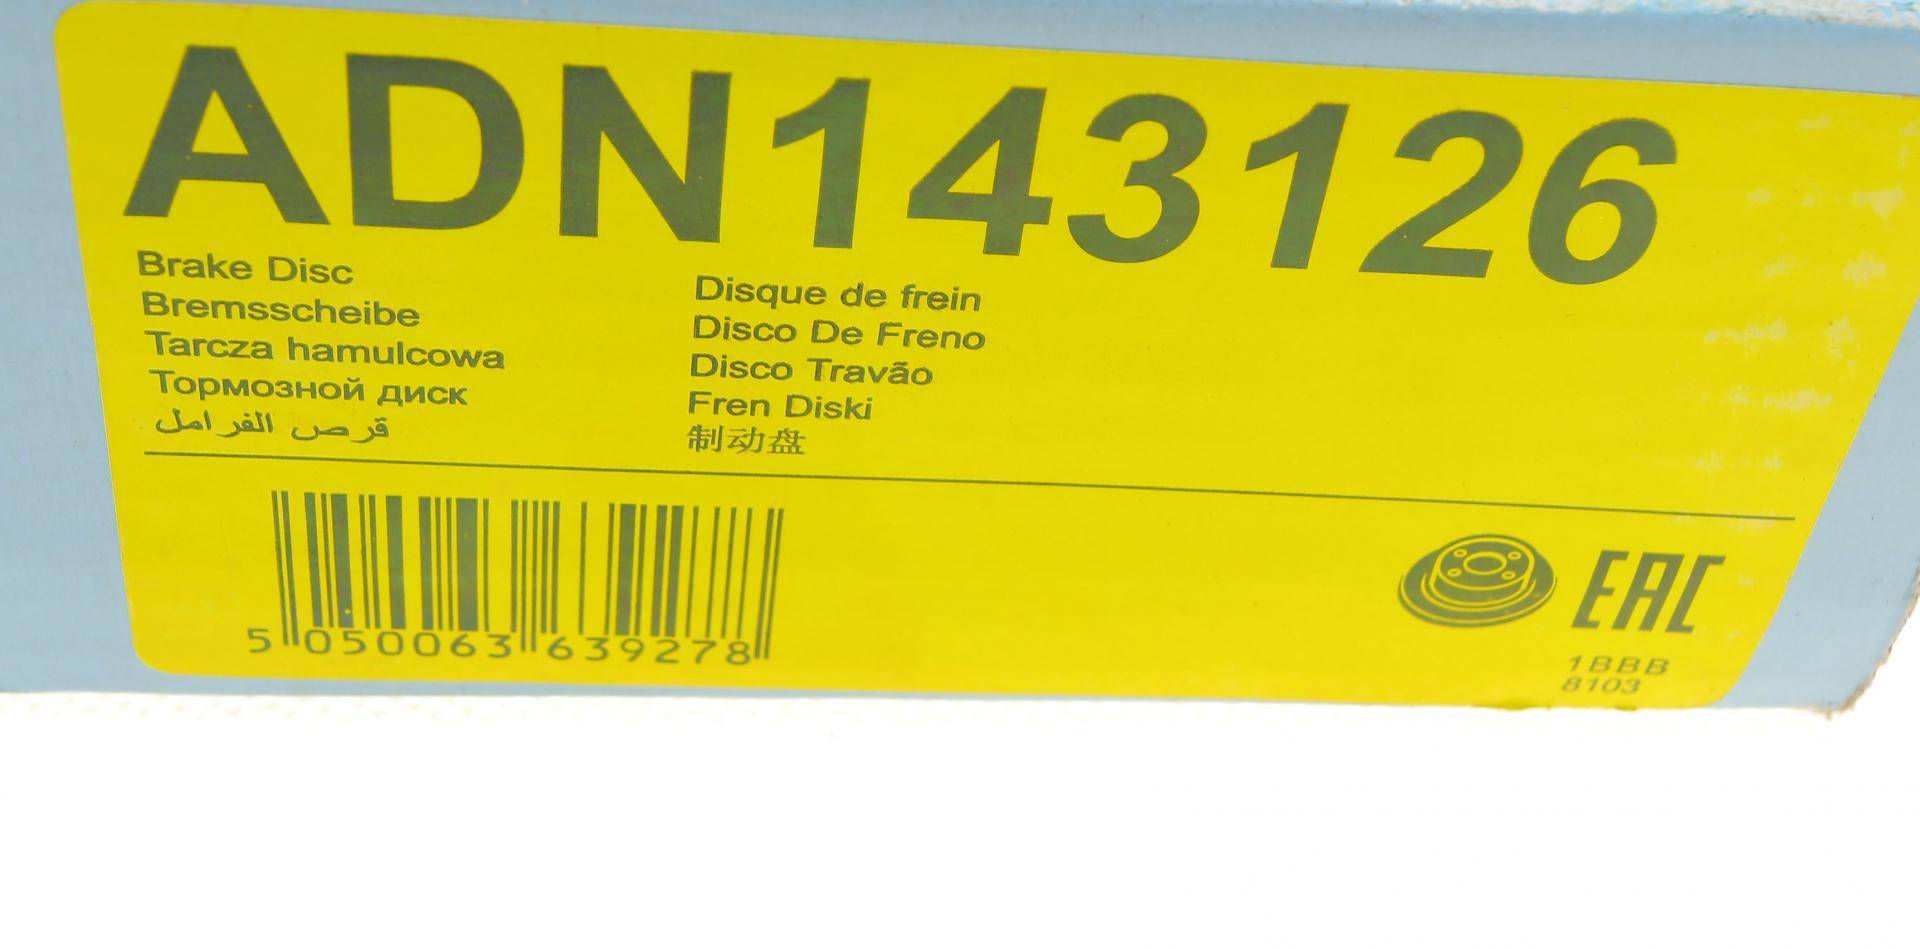 ADN143126
Brake Disc
Bremsscheibe
Tarcza hamulcowa
Тормозной диск
قرص الفرامل
Disque de frein
Disco De Freno
Disco Travão
Fren Diski
制动盘
5 050063 639278
EAC
1BBB
8103